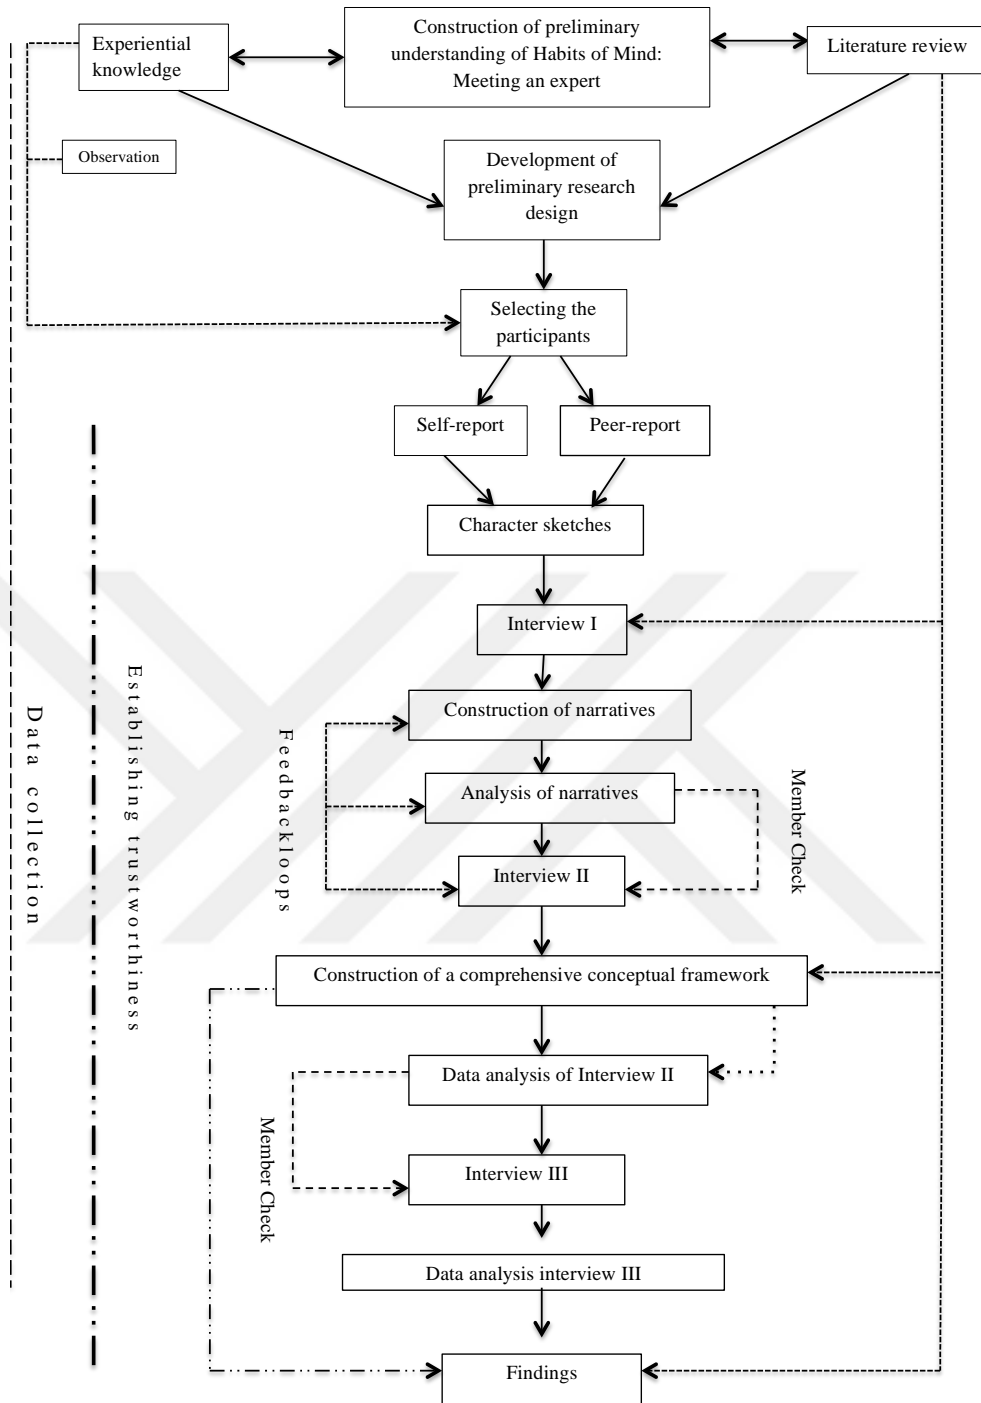 Experiential
knowledge
Construction of preliminary
understanding of Habits of Mind:
Meeting an expert
Literature review
Observation
Development of
preliminary research
design
Selecting the
participants
Self-report
Peer-report
Character sketches
Interview I
Construction of narratives
Analysis of narratives
Interview II
Construction of a comprehensive conceptual framework
Data analysis of Interview II
Interview III
Data analysis interview III
Findings
Data collection
Establishing trustworthiness
Feedbackloops
Member Check
Member Check